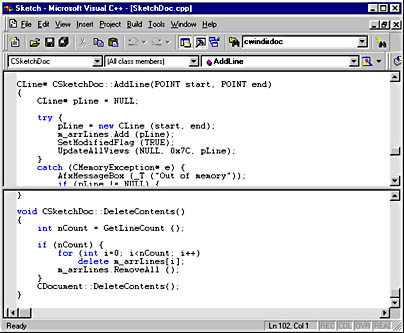 Sketch - Microsoft Visual C++ - [SketchDoc.cpp]
File Edit View Insert Project Build Tools Window Help
cwindirdoc
CSketchDoc [All class members] AddLine
CLine* CSketchDoc::AddLine(POINT start, POINT end)
{
CLine* pLine = NULL;
try {
pLine = new CLine (start, end);
m_arrLines.Add (pLine);
SetModifiedFlag (TRUE);
UpdateAllViews (NULL, 0x7C, pLine);
}
catch (CMemoryException* e) {
AfxMessageBox (_T ("Out of memory"));
if (pLine != NULL) {
}
void CSketchDoc::DeleteContents()
{
int nCount = GetLineCount ();
if (nCount) {
for (int i=0; i<nCount; i++)
delete m_arrLines[i];
m_arrLines.RemoveAll ();
}
CDocument::DeleteContents();
}
Ready Ln 102, Col 1 REC COL OVR READ